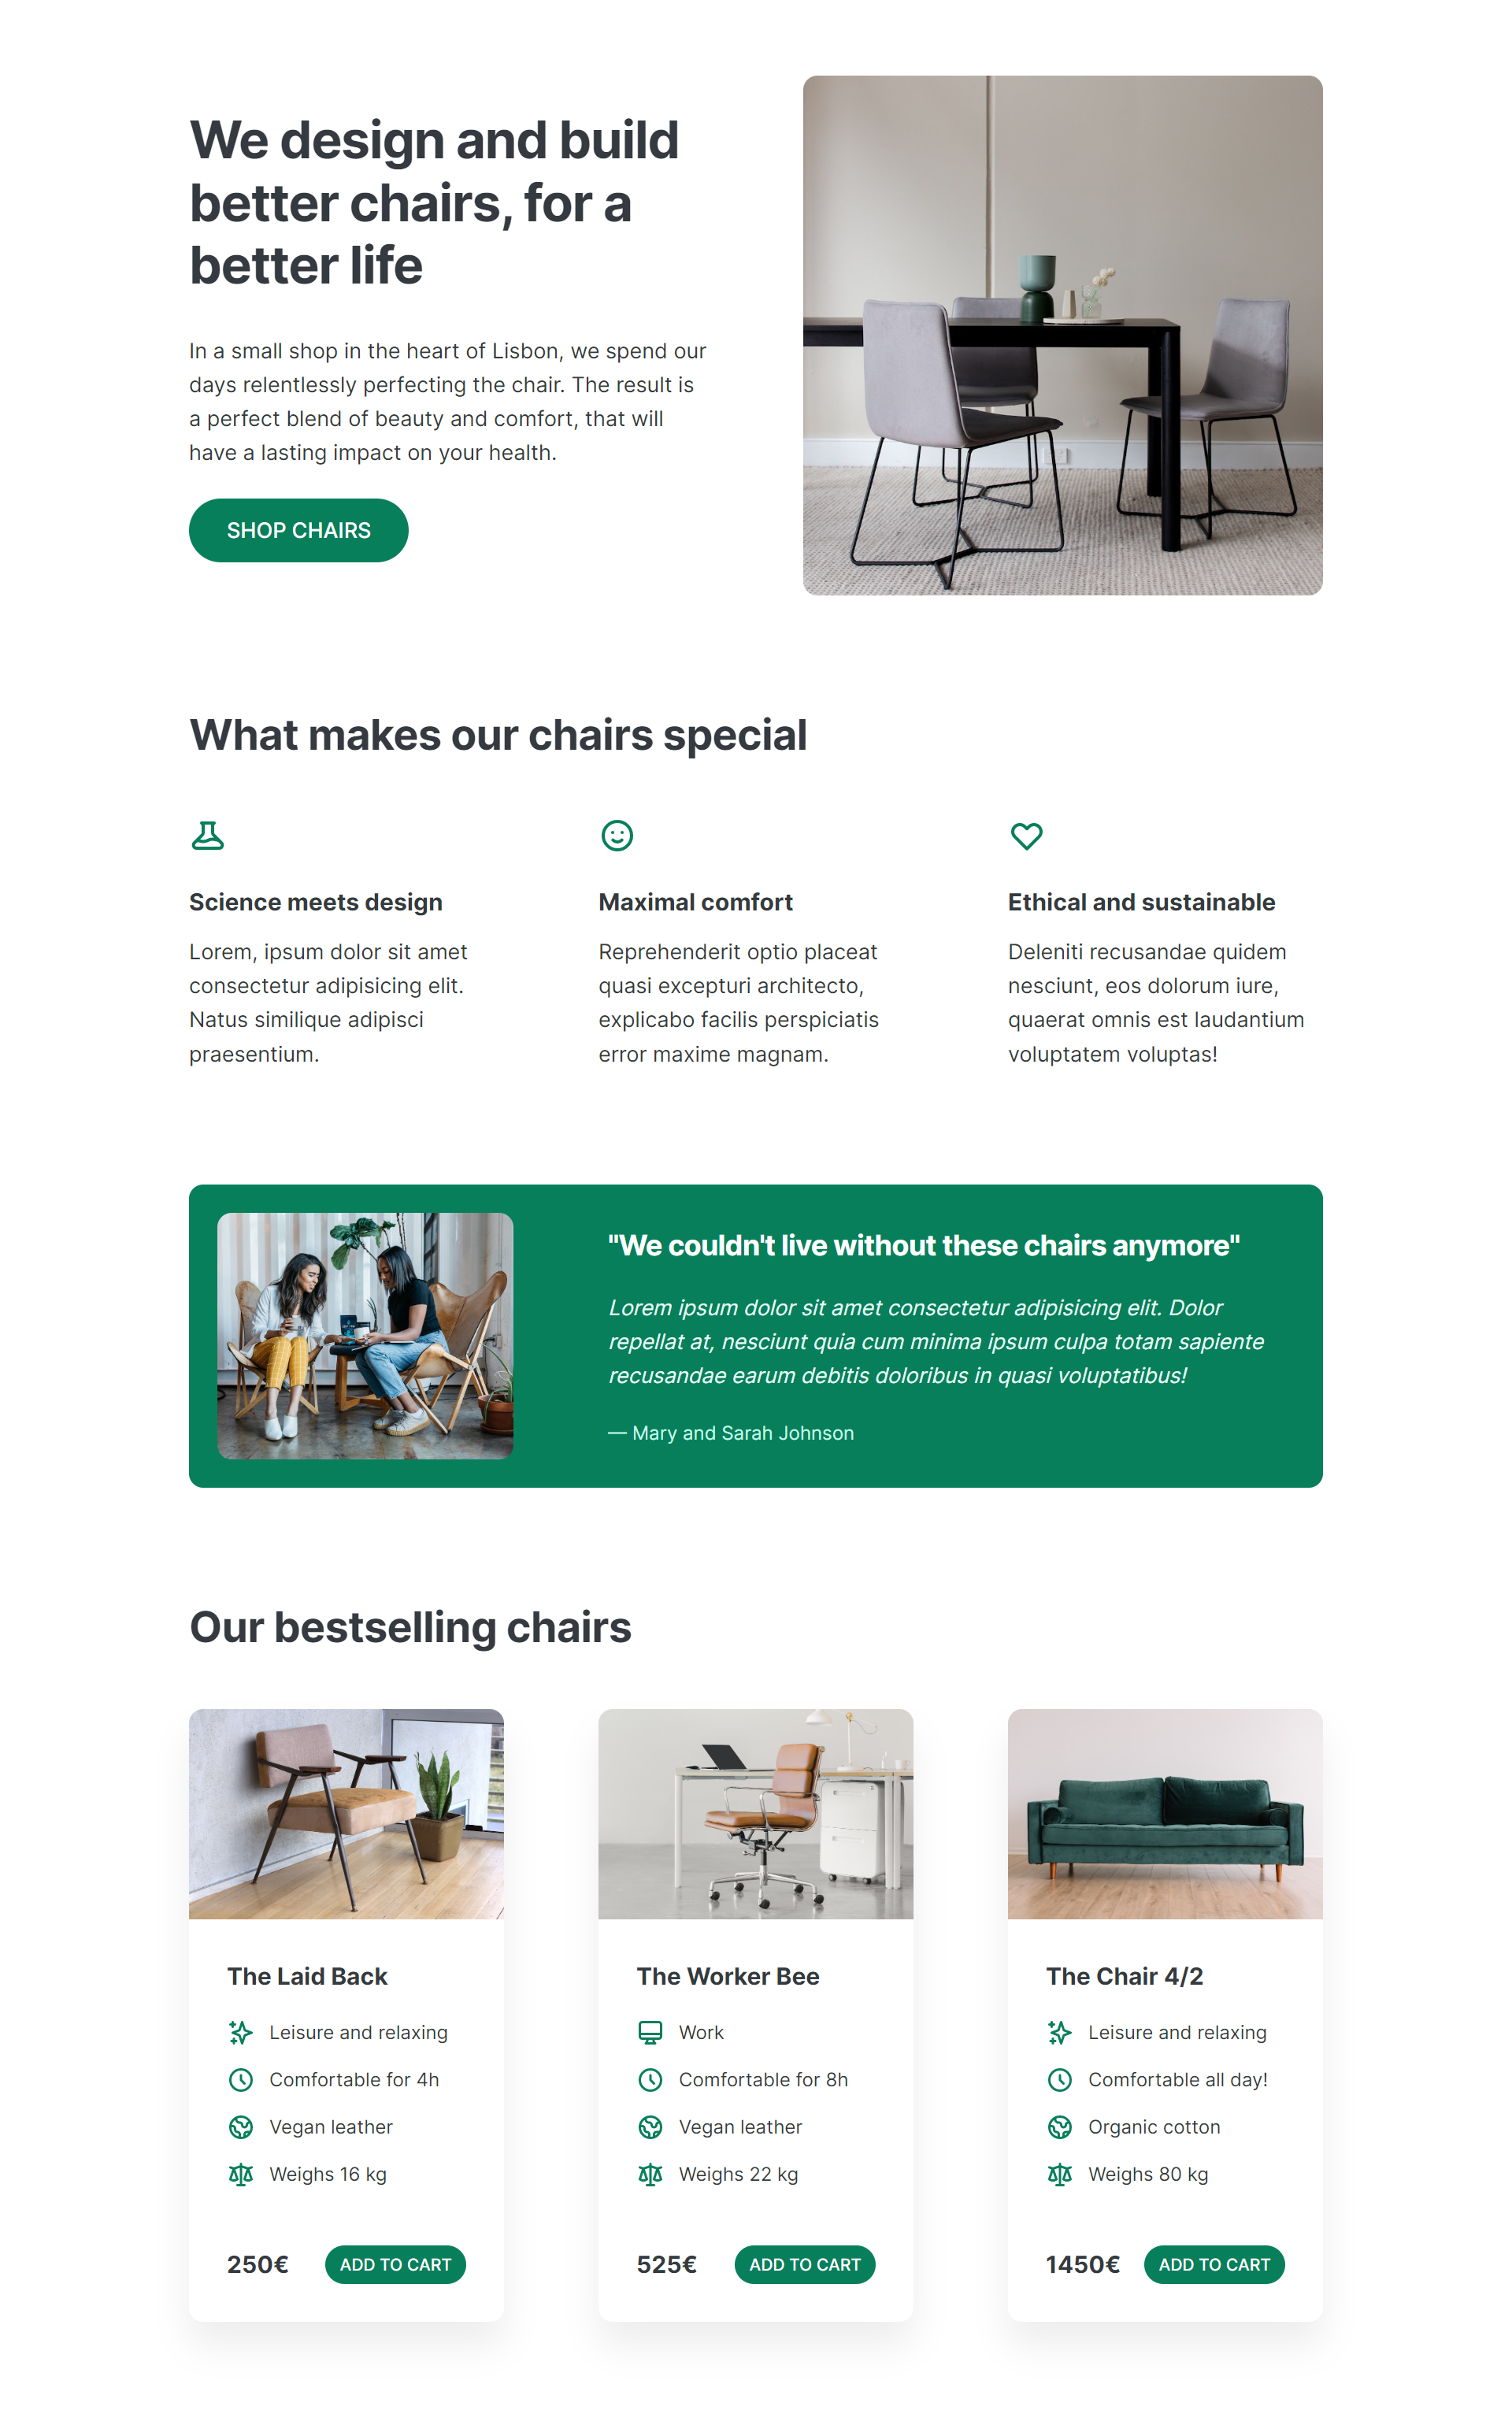 We design and build
better chairs, for a
better life
In a small shop in the heart of Lisbon, we spend our
days relentlessly perfecting the chair. The result is
a perfect blend of beauty and comfort, that will
have a lasting impact on your health.
SHOP CHAIRS
What makes our chairs special
Science meets design
Lorem, ipsum dolor sit amet
consectetur adipisicing elit.
Natus similique adipisci
praesentium.
Maximal comfort
Reprehenderit optio placeat
quasi excepturi architecto,
explicabo facilis perspiciatis
error maxime magnam.
Ethical and sustainable
Deleniti recusandae quidem
nesciunt, eos dolorum iure,
quaerat omnis est laudantium
voluptatem voluptas!
"We couldn't live without these chairs anymore"
Lorem ipsum dolor sit amet consectetur adipisicing elit. Dolor
repellat at, nesciunt quia cum minima ipsum culpa totam sapiente
recusandae earum debitis doloribus in quasi voluptatibus!
— Mary and Sarah Johnson
Our bestselling chairs
The Laid Back
Leisure and relaxing
Comfortable for 4h
Vegan leather
Weighs 16 kg
250€
ADD TO CART
The Worker Bee
Work
Comfortable for 8h
Vegan leather
Weighs 22 kg
525€
ADD TO CART
The Chair 4/2
Leisure and relaxing
Comfortable all day!
Organic cotton
Weighs 80 kg
1450€
ADD TO CART